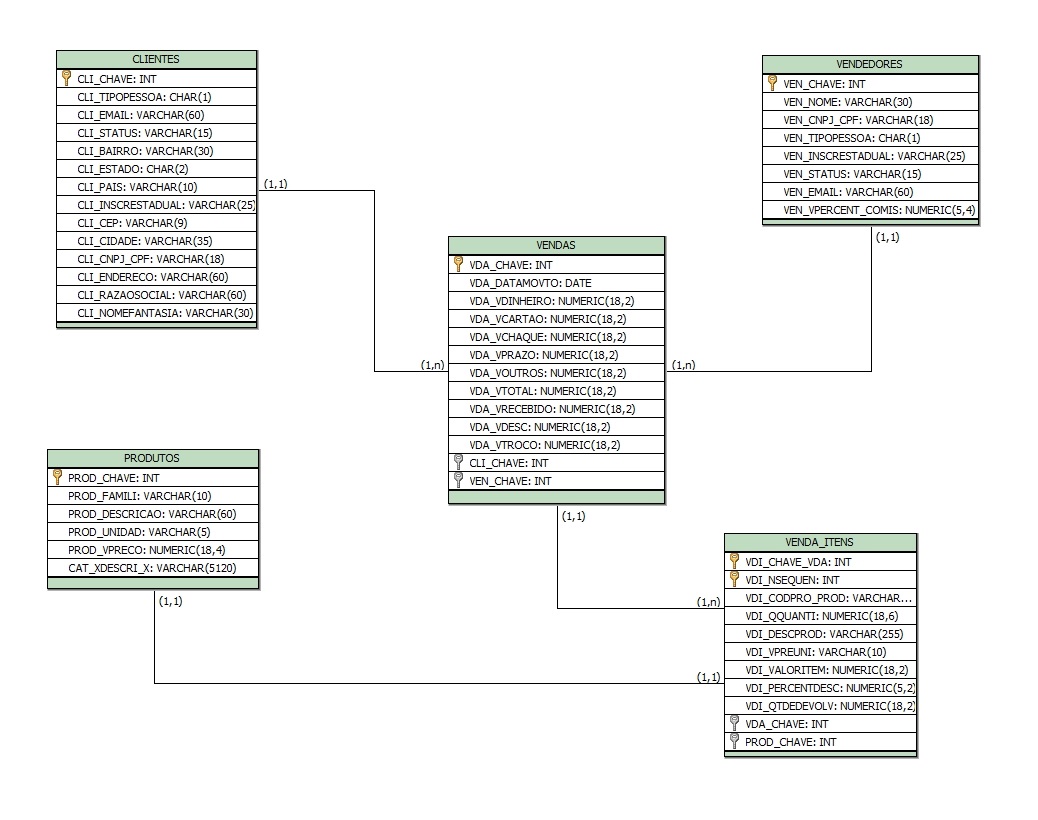 CLIENTES
CLI_CHAVE: INT
CLI_TIPOPESSOA: CHAR(1)
CLI_EMAIL: VARCHAR(60)
CLI_STATUS: VARCHAR(15)
CLI_BAIRRO: VARCHAR(30)
CLI_ESTADO: CHAR(2)
CLI_PAIS: VARCHAR(10)
CLI_INSCRESTADUAL: VARCHAR(25)
CLI_CEP: VARCHAR(9)
CLI_CIDADE: VARCHAR(35)
CLI_CNPJ_CPF: VARCHAR(18)
CLI_ENDERECO: VARCHAR(60)
CLI_RAZAOSOCIAL: VARCHAR(60)
CLI_NOMEFANTASIA: VARCHAR(30)
(1,1)
(1,n)
VENDEDORES
VEN_CHAVE: INT
VEN_NOME: VARCHAR(30)
VEN_CNPJ_CPF: VARCHAR(18)
VEN_TIPOPESSOA: CHAR(1)
VEN_INSCRESTADUAL: VARCHAR(25)
VEN_STATUS: VARCHAR(15)
VEN_EMAIL: VARCHAR(60)
VEN_VPERCENT_COMIS: NUMERIC(5,4)
(1,1)
(1,n)
VENDAS
VDA_CHAVE: INT
VDA_DATAMOVTO: DATE
VDA_VDINHEIRO: NUMERIC(18,2)
VDA_VCARTAO: NUMERIC(18,2)
VDA_VCHAQUE: NUMERIC(18,2)
VDA_VPRAZO: NUMERIC(18,2)
VDA_VOUTROS: NUMERIC(18,2)
VDA_VTOTAL: NUMERIC(18,2)
VDA_VRECEBIDO: NUMERIC(18,2)
VDA_VDESC: NUMERIC(18,2)
VDA_VTROCO: NUMERIC(18,2)
CLI_CHAVE: INT
VEN_CHAVE: INT
(1,1)
(1,n)
PRODUTOS
PROD_CHAVE: INT
PROD_FAMILI: VARCHAR(10)
PROD_DESCRICAO: VARCHAR(60)
PROD_UNIDAD: VARCHAR(5)
PROD_VPRECO: NUMERIC(18,4)
CAT_XDESCRI_X: VARCHAR(5120)
(1,1)
(1,1)
VENDA_ITENS
VDI_CHAVE_VDA: INT
VDI_NSEQUEN: INT
VDI_CODPRO_PROD: VARCHAR...
VDI_QQUANTI: NUMERIC(18,6)
VDI_DESCPROD: VARCHAR(255)
VDI_VPREUNI: VARCHAR(10)
VDI_VALORITEM: NUMERIC(18,2)
VDI_PERCENTDESC: NUMERIC(5,2)
VDI_QTDEDEVOLV: NUMERIC(18,2)
VDA_CHAVE: INT
PROD_CHAVE: INT